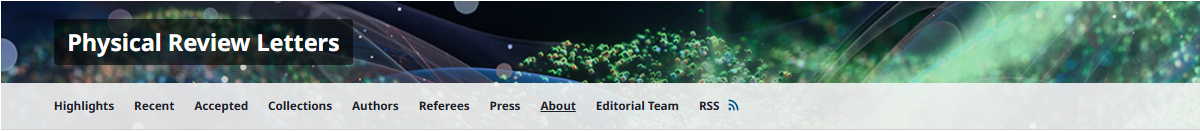 Physical Review Letters
Highlights Recent Accepted Collections Authors Referees Press About Editorial Team RSS